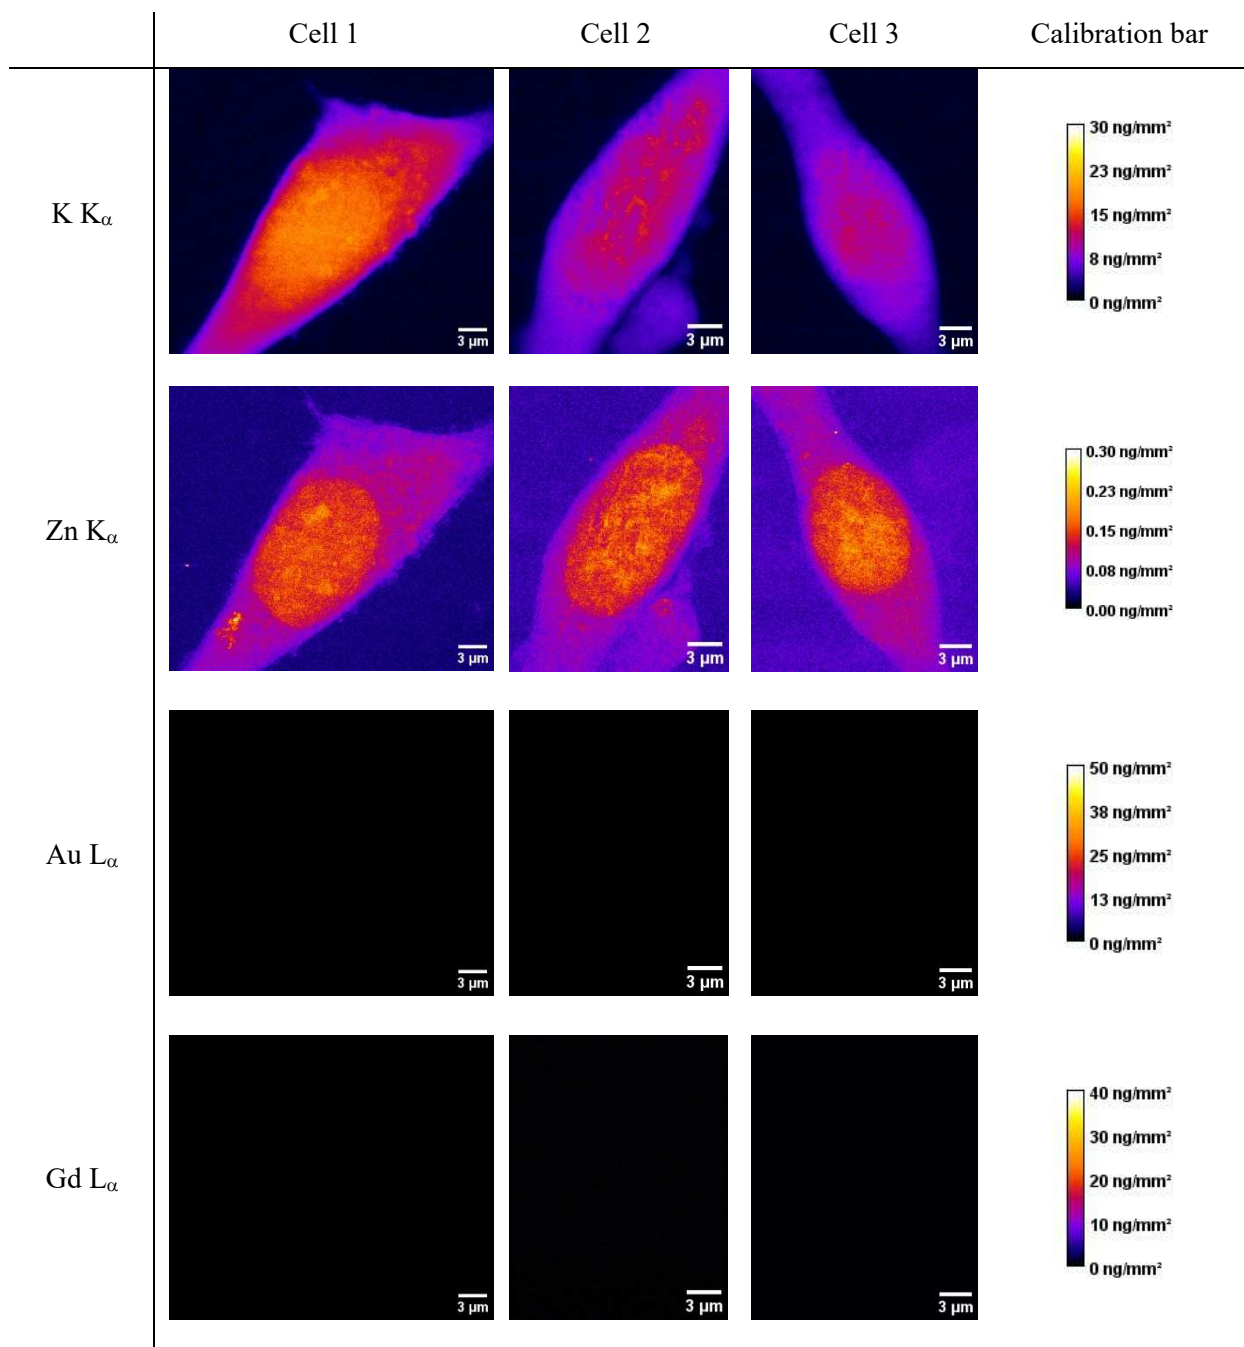 Cell 1 Cell 2 Cell 3 Calibration bar
K Kα
3 µm 3 µm 3 µm
30 ng/mm²
23 ng/mm²
15 ng/mm²
8 ng/mm²
0 ng/mm²
Zn Kα
3 µm 3 µm 3 µm
0.30 ng/mm²
0.23 ng/mm²
0.15 ng/mm²
0.08 ng/mm²
0.00 ng/mm²
Au Lα
3 µm 3 µm 3 µm
50 ng/mm²
38 ng/mm²
25 ng/mm²
13 ng/mm²
0 ng/mm²
Gd Lα
3 µm 3 µm 3 µm
40 ng/mm²
30 ng/mm²
20 ng/mm²
10 ng/mm²
0 ng/mm²